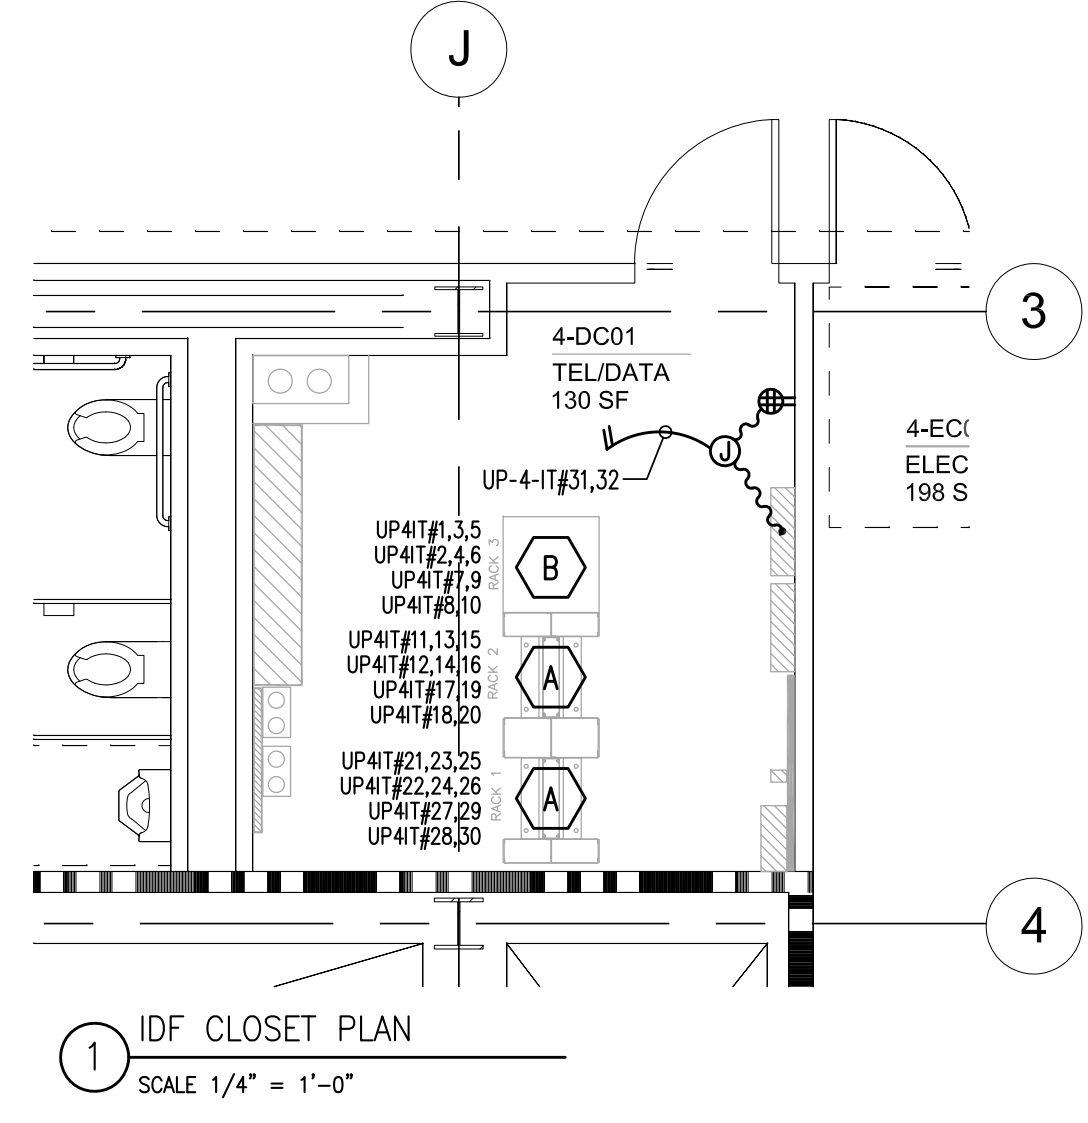 J
3
4-DC01
TEL/DATA
130 SF
4-EC0
ELEC
198 S
J
UP-4-IT#31,32
UP4IT#1,3,5
UP4IT#2,4,6
UP4IT#7,9
UP4IT#8,10
RACK 3
B
UP4IT#11,13,15
UP4IT#12,14,16
UP4IT#17,19
UP4IT#18,20
RACK 2
A
UP4IT#21,23,25
UP4IT#22,24,26
UP4IT#27,29
UP4IT#28,30
RACK 1
A
4
1
IDF CLOSET PLAN
SCALE 1/4" = 1'-0"